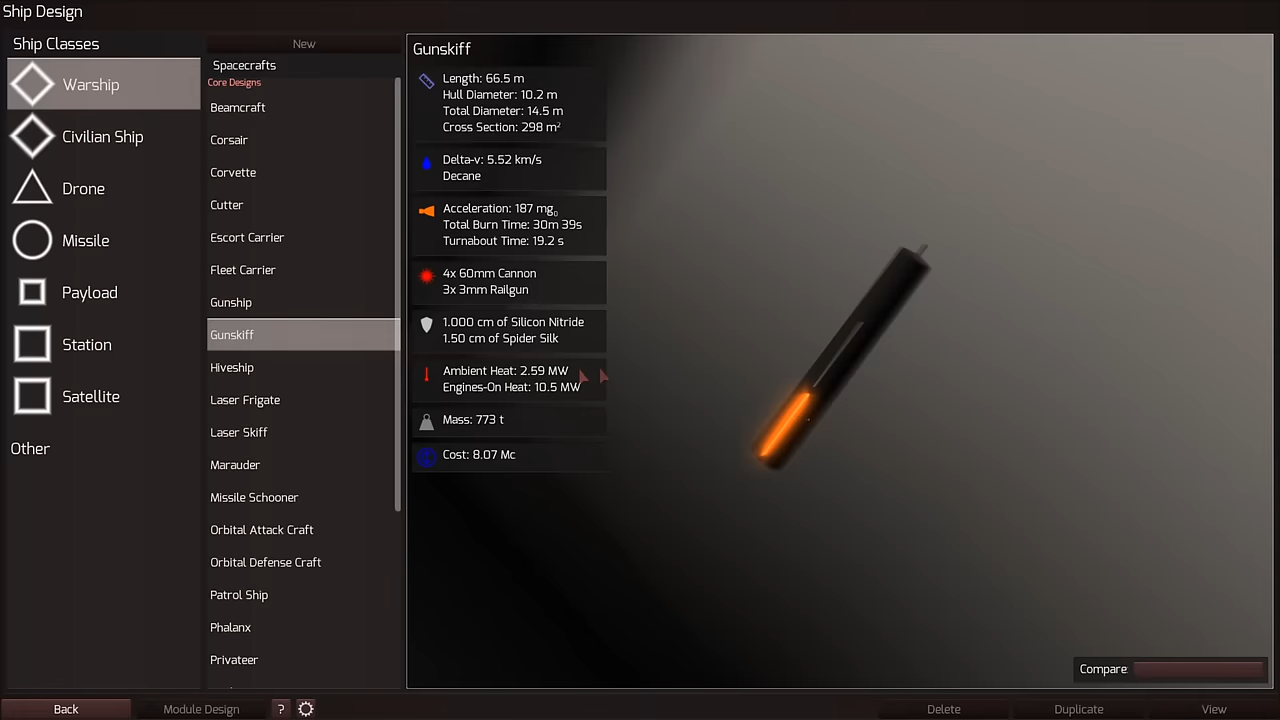 Ship Design
Ship Classes
Warship
Civilian Ship
Drone
Missile
Payload
Station
Satellite
Other
New
Spacecrafts
Core Designs
Beamcraft
Corsair
Corvette
Cutter
Escort Carrier
Fleet Carrier
Gunship
Gunskiff
Hiveship
Laser Frigate
Laser Skiff
Marauder
Missile Schooner
Orbital Attack Craft
Orbital Defense Craft
Patrol Ship
Phalanx
Privateer
Gunskiff
Length: 66.5 m
Hull Diameter: 10.2 m
Total Diameter: 14.5 m
Cross Section: 298 m²
Delta-v: 5.52 km/s
Decane
Acceleration: 187 mg₀
Total Burn Time: 30m 39s
Turnabout Time: 19.2 s
4x 60mm Cannon
3x 3mm Railgun
1.000 cm of Silicon Nitride
1.50 cm of Spider Silk
Ambient Heat: 2.59 MW
Engines-On Heat: 10.5 MW
Mass: 773 t
Cost: 8.07 Mc
Compare:
Back
Module Design
?
Delete
Duplicate
View